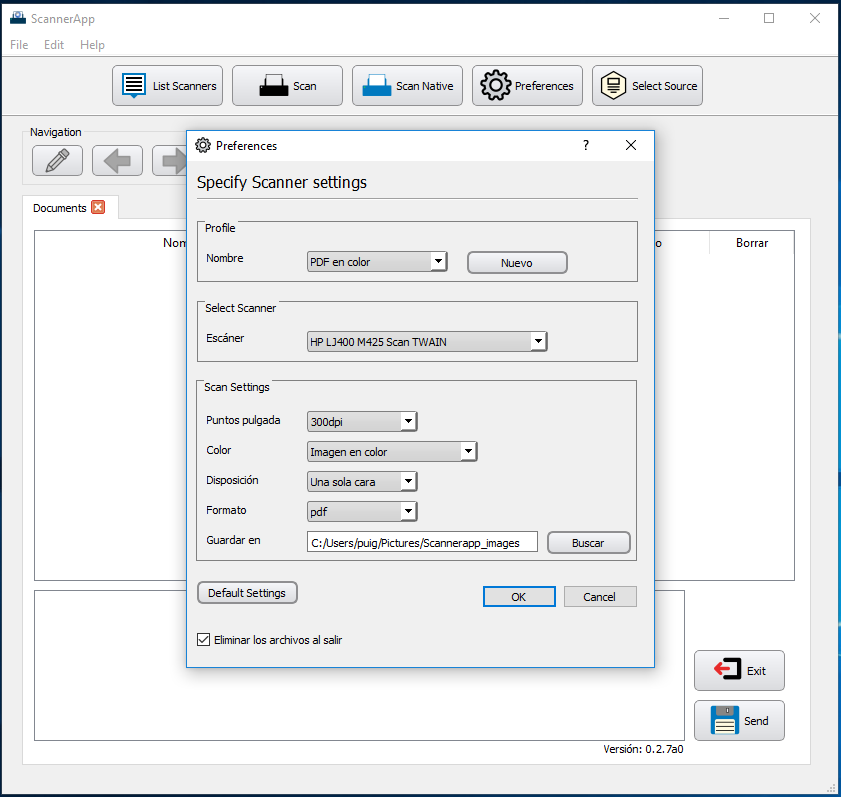 ScannerApp
File Edit Help
List Scanners Scan Scan Native Preferences Select Source
Navigation
Preferences ?
Specify Scanner settings
Documents
Profile
Nombre PDF en color Nuevo
Borrar
Select Scanner
Escáner HP LJ400 M425 Scan TWAIN
Scan Settings
Puntos pulgada 300dpi
Color Imagen en color
Disposición Una sola cara
Formato pdf
Guardar en C:/Users/puig/Pictures/Scannerapp_images Buscar
Default Settings OK Cancel
Eliminar los archivos al salir
Exit
Send
Versión: 0.2.7a0